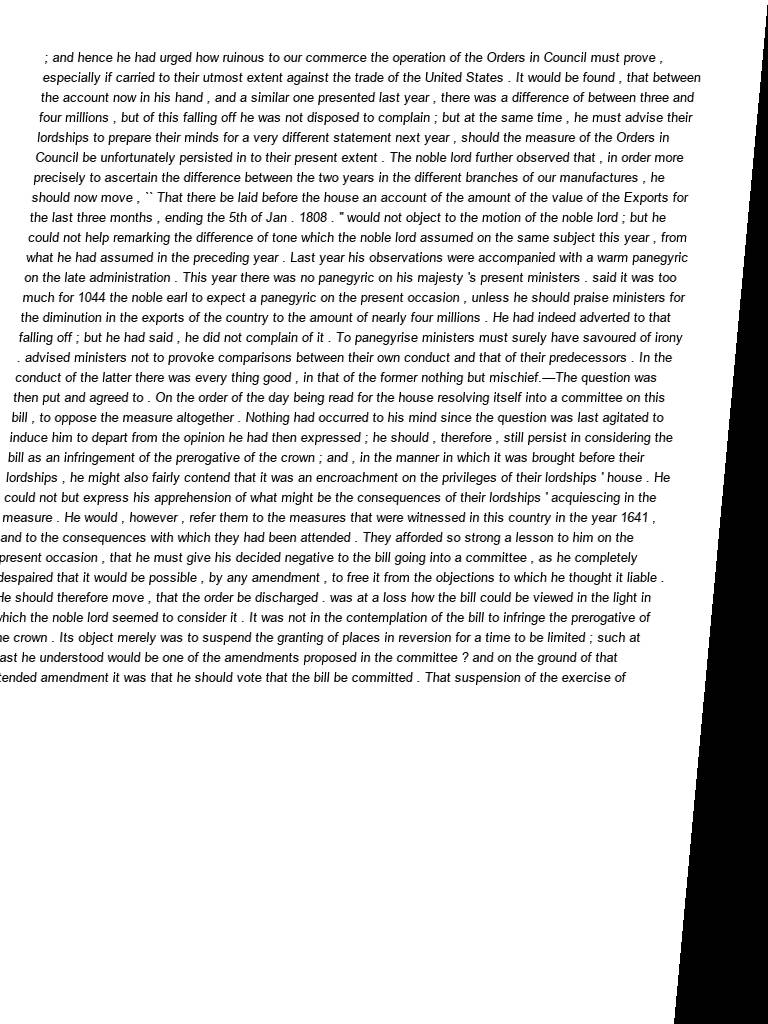 ; and hence he had urged how ruinous to our commerce the operation of the Orders in Council must prove ,
especially if carried to their utmost extent against the trade of the United States . It would be found , that between
the account now in his hand , and a similar one presented last year , there was a difference of between three and
four millions , but of this falling off he was not disposed to complain ; but at the same time , he must advise their
lordships to prepare their minds for a very different statement next year , should the measure of the Orders in
Council be unfortunately persisted in to their present extent . The noble lord further observed that , in order more
precisely to ascertain the difference between the two years in the different branches of our manufactures , he
should now move , `` That there be laid before the house an account of the amount of the value of the Exports for
the last three months , ending the 5th of Jan . 1808 . " would not object to the motion of the noble lord ; but he
could not help remarking the difference of tone which the noble lord assumed on the same subject this year , from
what he had assumed in the preceding year . Last year his observations were accompanied with a warm panegyric
on the late administration . This year there was no panegyric on his majesty 's present ministers . said it was too
much for 1044 the noble earl to expect a panegyric on the present occasion , unless he should praise ministers for
the diminution in the exports of the country to the amount of nearly four millions . He had indeed adverted to that
falling off ; but he had said , he did not complain of it . To panegyrise ministers must surely have savoured of irony
. advised ministers not to provoke comparisons between their own conduct and that of their predecessors . In the
conduct of the latter there was every thing good , in that of the former nothing but mischief.—The question was
then put and agreed to . On the order of the day being read for the house resolving itself into a committee on this
bill , to oppose the measure altogether . Nothing had occurred to his mind since the question was last agitated to
induce him to depart from the opinion he had then expressed ; he should , therefore , still persist in considering the
bill as an infringement of the prerogative of the crown ; and , in the manner in which it was brought before their
lordships , he might also fairly contend that it was an encroachment on the privileges of their lordships ' house . He
could not but express his apprehension of what might be the consequences of their lordships ' acquiescing in the
measure . He would , however , refer them to the measures that were witnessed in this country in the year 1641 ,
and to the consequences with which they had been attended . They afforded so strong a lesson to him on the
present occasion , that he must give his decided negative to the bill going into a committee , as he completely
despaired that it would be possible , by any amendment , to free it from the objections to which he thought it liable .
He should therefore move , that the order be discharged . was at a loss how the bill could be viewed in the light in
which the noble lord seemed to consider it . It was not in the contemplation of the bill to infringe the prerogative of
crown . Its object merely was to suspend the granting of places in reversion for a time to be limited ; such at
he understood would be one of the amendments proposed in the committee ? and on the ground of that
amendment it was that he should vote that the bill be committed . That suspension of the exercise of